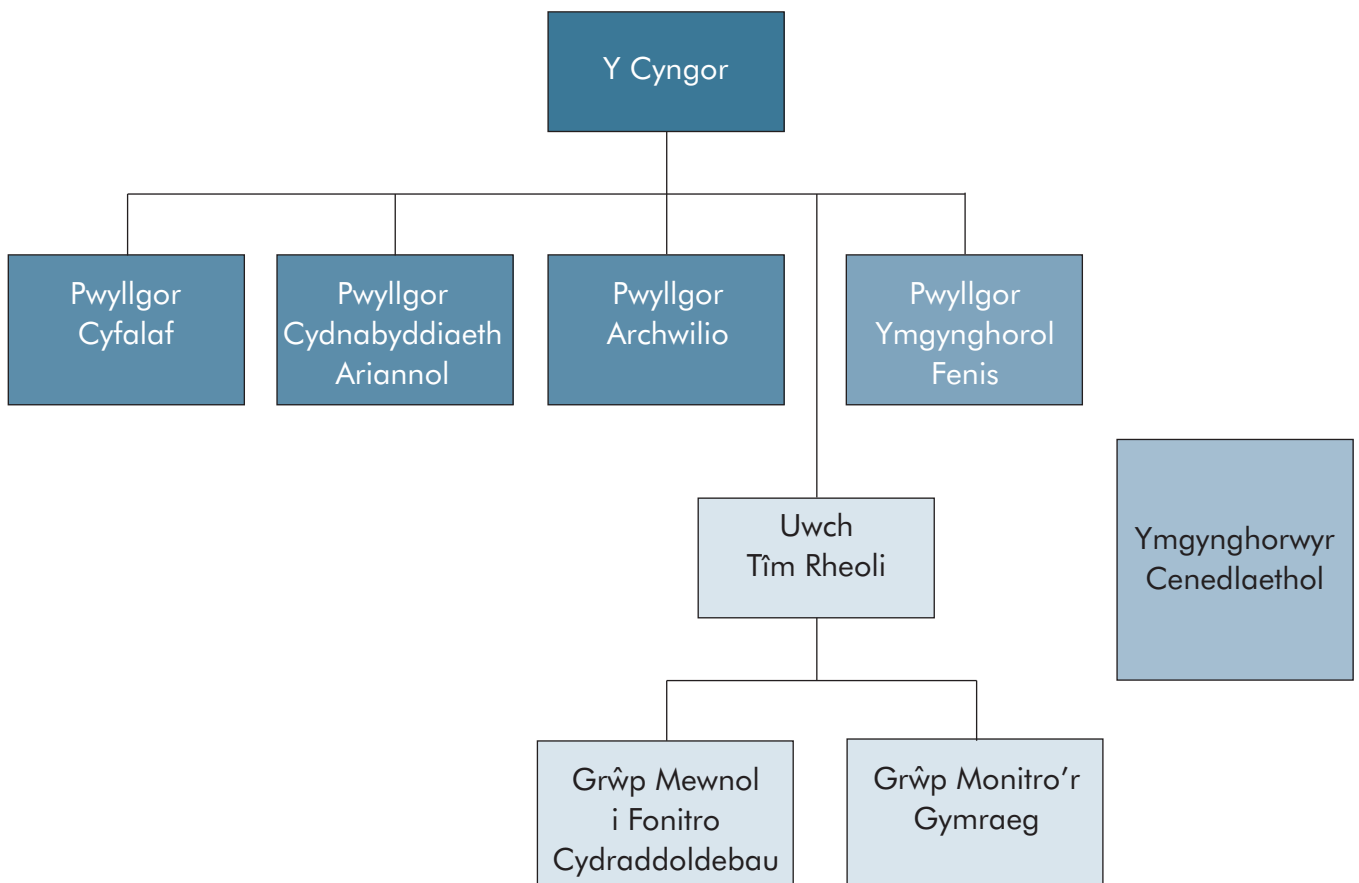 Y Cyngor
Pwyllgor
Cyfalaf
Pwyllgor
Cydnabyddiaeth
Ariannol
Pwyllgor
Archwilio
Pwyllgor
Ymgynghorol
Fenis
Uwch
Tîm Rheoli
Ymgynghorwyr
Cenedlaethol
Grŵp Mewnol
i Fonitro
Cydraddoldebau
Grŵp Monitro’r
Gymraeg